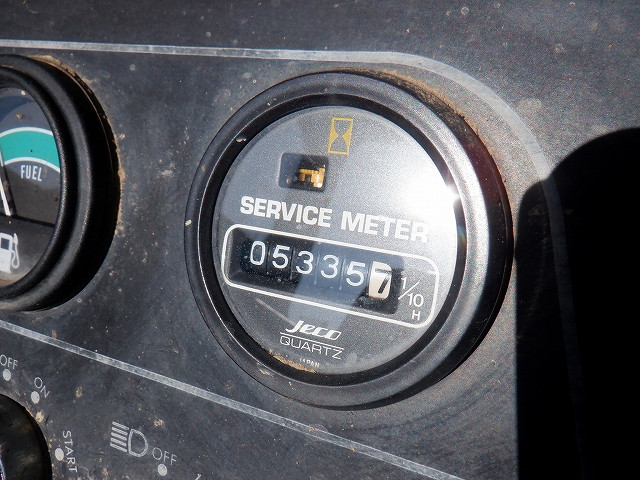 FUEL
SERVICE METER
053357 1/10
H
Jeco
QUARTZ
JAPAN
OFF
ON
START
OFF